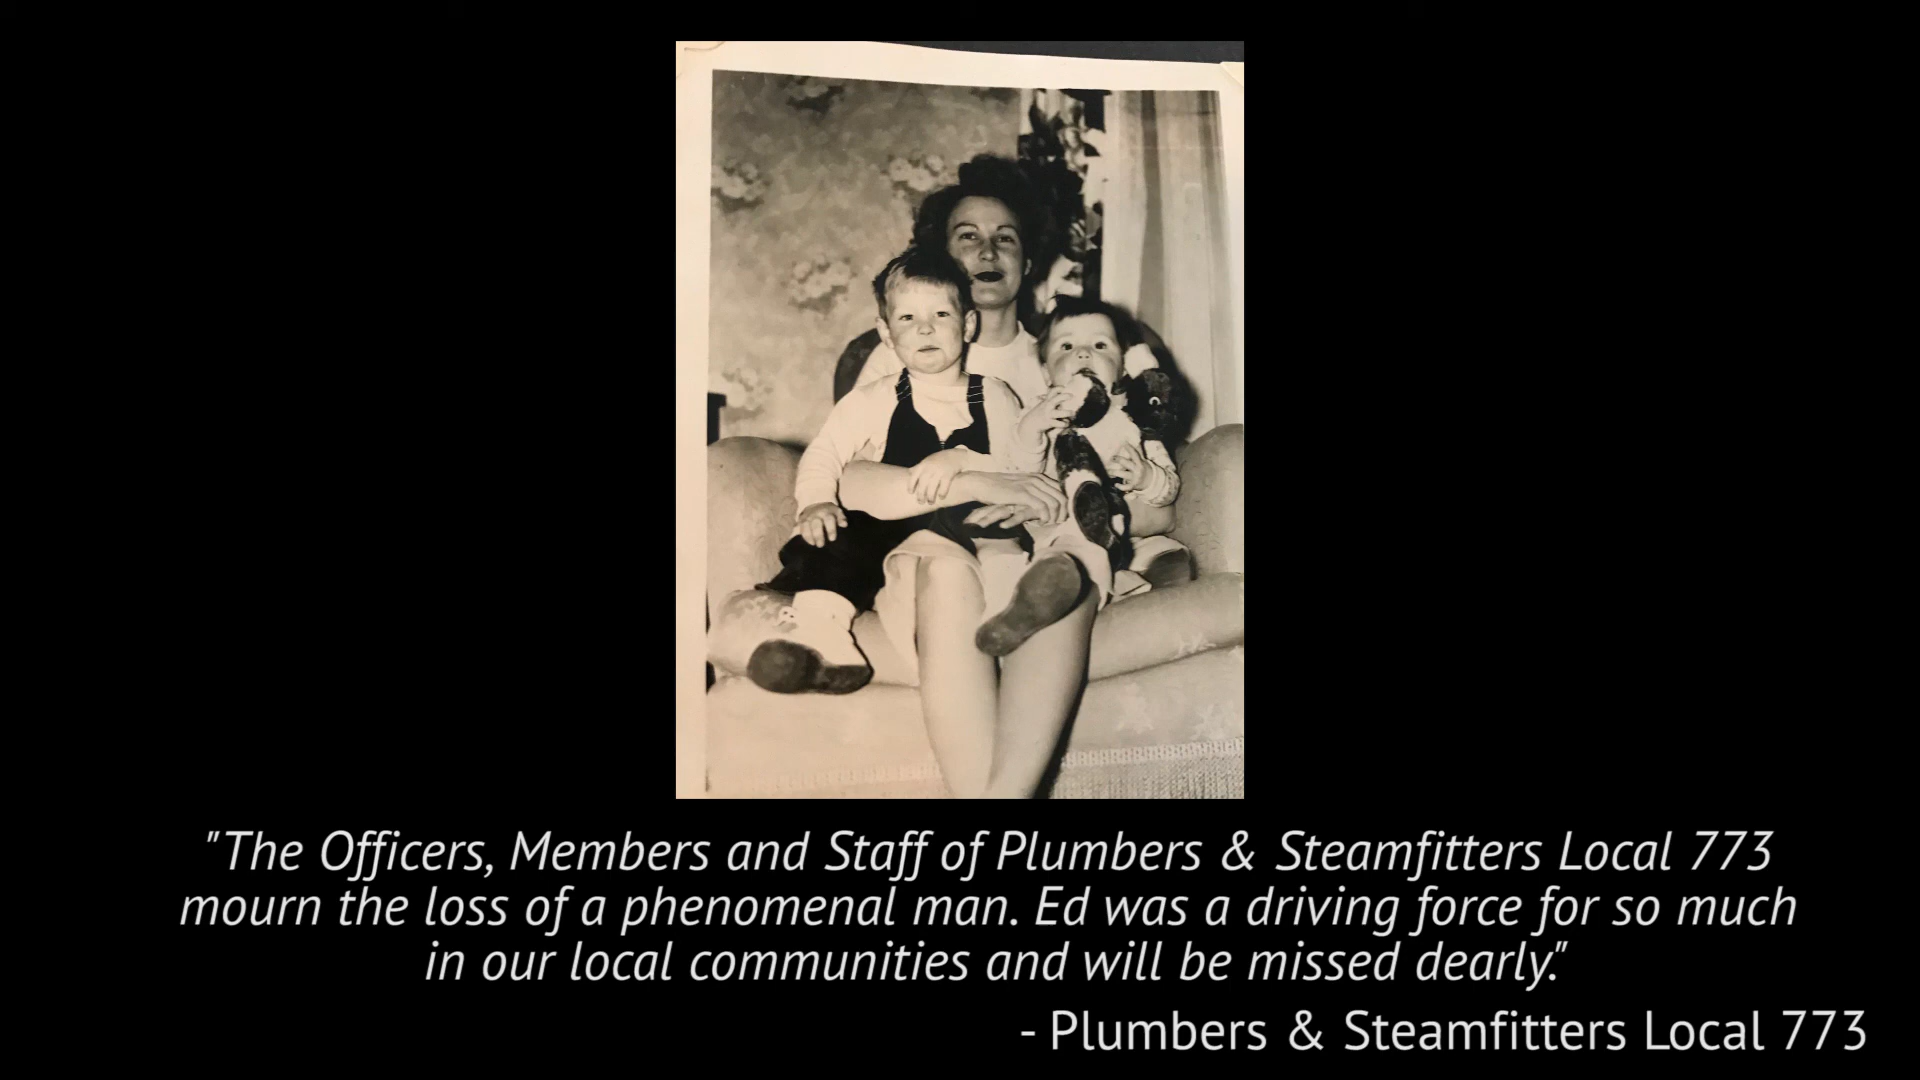 "The Officers, Members and Staff of Plumbers & Steamfitters Local 773
mourn the loss of a phenomenal man. Ed was a driving force for so much
in our local communities and will be missed dearly."
- Plumbers & Steamfitters Local 773